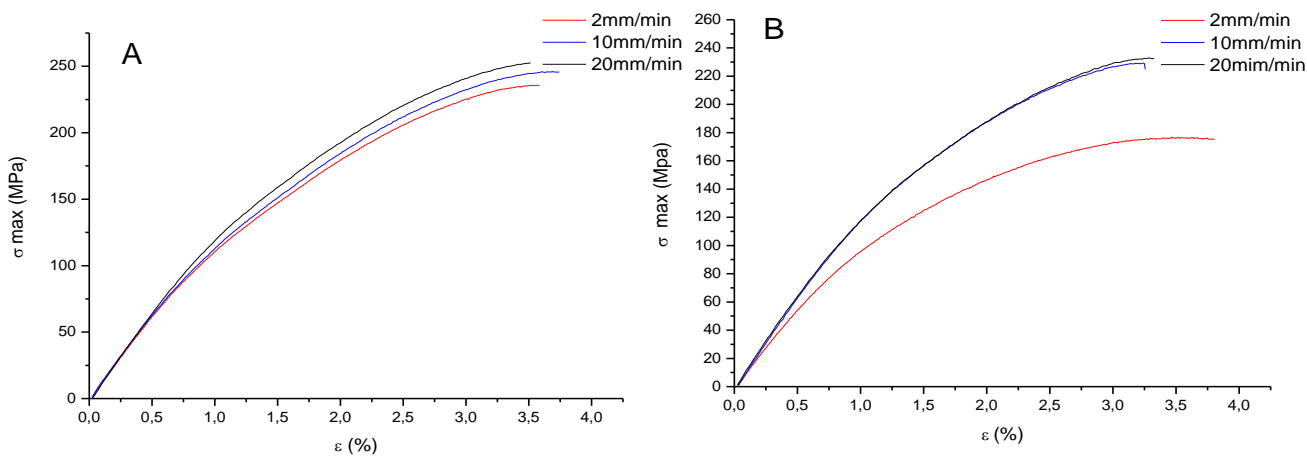 A
2mm/min
10mm/min
20mm/min
250
200
150
100
50
0
σ max (MPa)
0,0 0,5 1,0 1,5 2,0 2,5 3,0 3,5 4,0
ε (%)
B
2mm/min
10mm/min
20mim/min
260
240
220
200
180
160
140
120
100
80
60
40
20
0
σ max (Mpa)
0,0 0,5 1,0 1,5 2,0 2,5 3,0 3,5 4,0
ε (%)